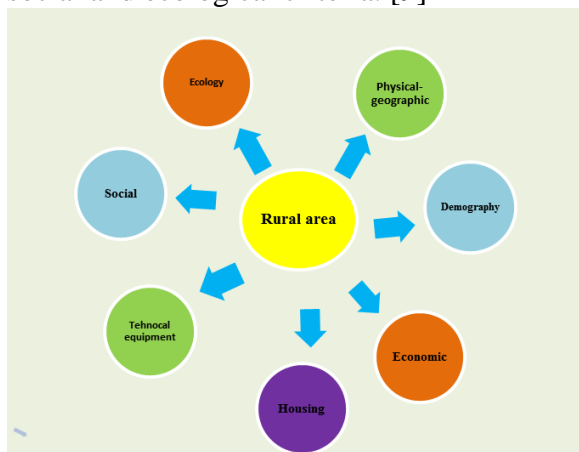 Ecology
Physical-
geographic
Social
Rural area
Demography
Tehnocal
equipment
Economic
Housing